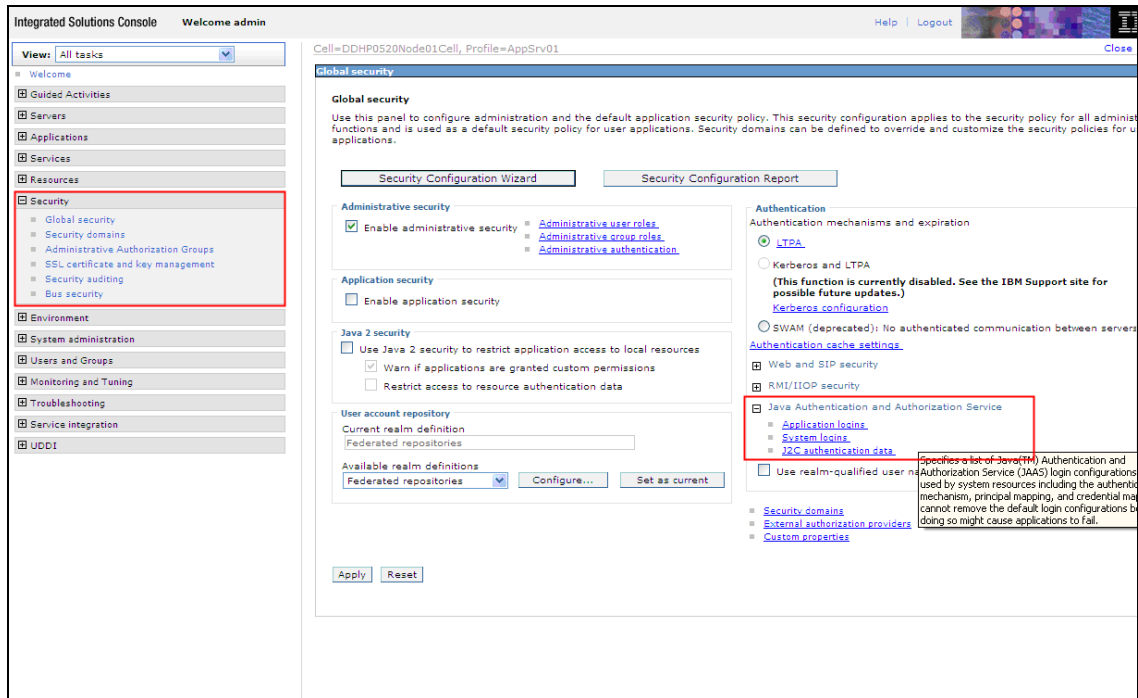 Integrated Solutions Console Welcome admin
Help | Logout
View: All tasks
Welcome
Guided Activities
Servers
Applications
Services
Resources
Security
Global security
Security domains
Administrative Authorization Groups
SSL certificate and key management
Security auditing
Bus security
Environment
System administration
Users and Groups
Monitoring and Tuning
Troubleshooting
Service integration
UDDI
Cell=DDHP0520Node01Cell, Profile=AppSrv01
Close
Global security
Global security
Use this panel to configure administration and the default application security policy. This security configuration applies to the security policy for all administ
functions and is used as a default security policy for user applications. Security domains can be defined to override and customize the security policies for u
applications.
Security Configuration Wizard
Security Configuration Report
Administrative security
Enable administrative security
Administrative user roles
Administrative group roles
Administrative authentication
Application security
Enable application security
Java 2 security
Use Java 2 security to restrict application access to local resources
Warn if applications are granted custom permissions
Restrict access to resource authentication data
User account repository
Current realm definition
Federated repositories
Available realm definitions
Federated repositories
Configure...
Set as current
Authentication
Authentication mechanisms and expiration
LTPA
Kerberos and LTPA
(This function is currently disabled. See the IBM Support site for
possible future updates.)
Kerberos configuration
SWAM (deprecated): No authenticated communication between servers
Authentication cache settings
Web and SIP security
RMI/IIOP security
Java Authentication and Authorization Service
Application logins
System logins
J2C authentication data
Use realm-qualified user na
Specifies a list of Java(TM) Authentication and
Authorization Service (JAAS) login configurations
used by system resources including the authentic
mechanism, principal mapping, and credential ma
cannot remove the default login configurations b
doing so might cause applications to fail.
Security domains
External authorization providers
Custom properties
Apply
Reset